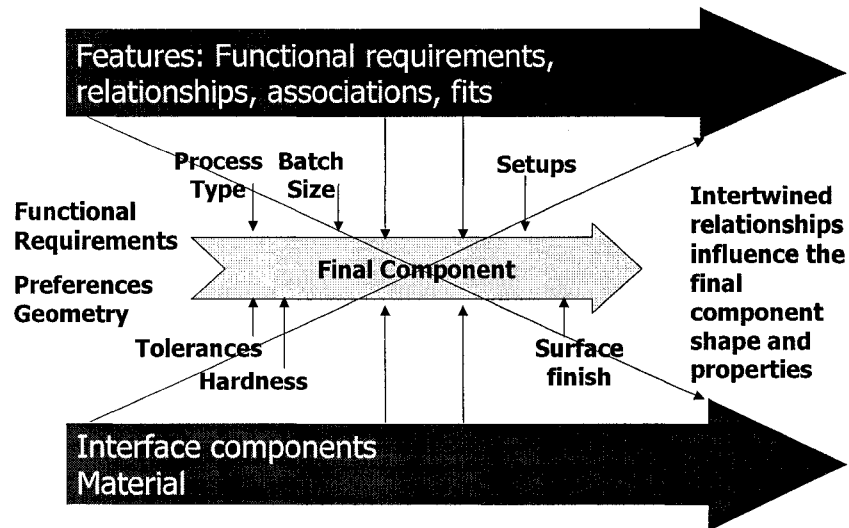 Features: Functional requirements,
relationships, associations, fits
Process
Type
Batch
Size
Setups
Functional
Requirements
Preferences
Geometry
Final Component
Intertwined
relationships
influence the
final
component
shape and
properties
Tolerances
Hardness
Surface
finish
Interface components
Material